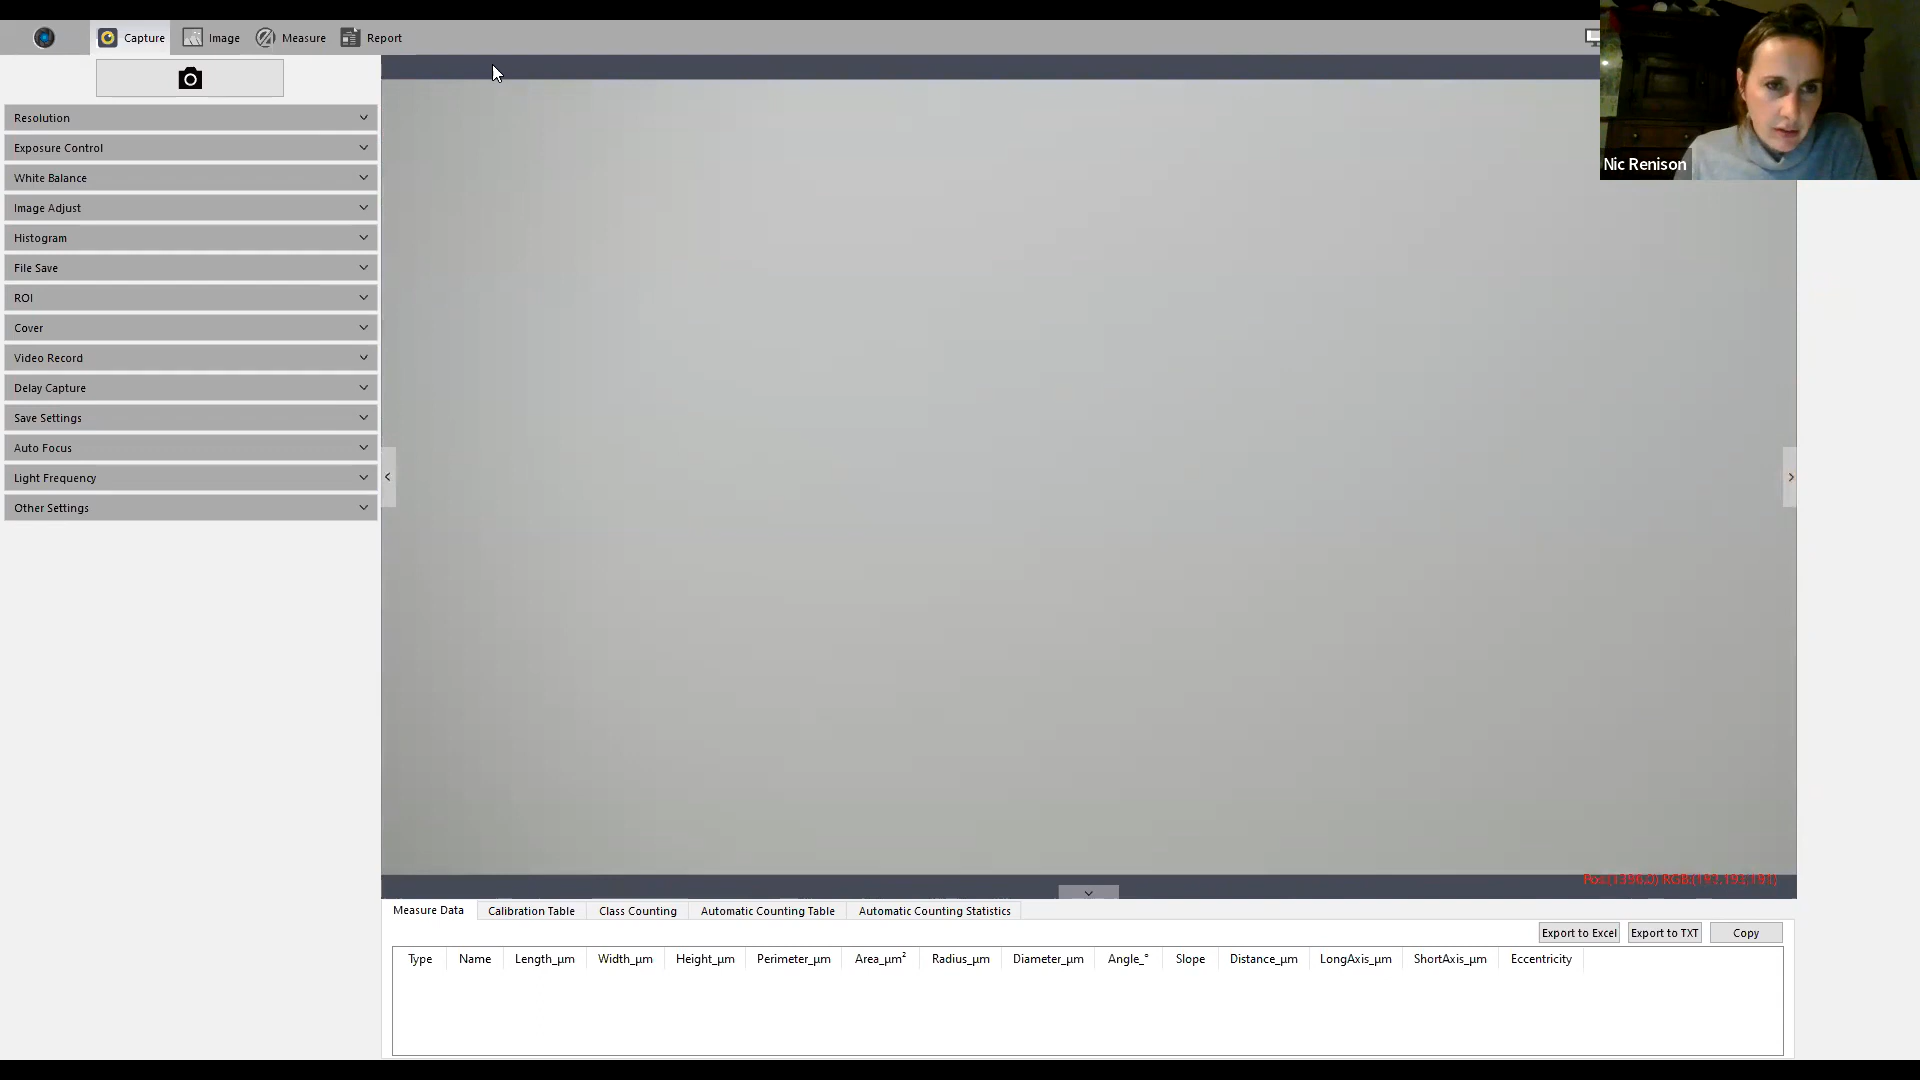 Capture Image Measure Report
Nic Renison
Resolution
Exposure Control
White Balance
Image Adjust
Histogram
File Save
ROI
Cover
Video Record
Delay Capture
Save Settings
Auto Focus
Light Frequency
Other Settings
Measure Data Calibration Table Class Counting Automatic Counting Table Automatic Counting Statistics
Export to Excel Export to TXT Copy
Type Name Length_μm Width_μm Height_μm Perimeter_μm Area_μm² Radius_μm Diameter_μm Angle_° Slope Distance_μm LongAxis_μm ShortAxis_μm Eccentricity